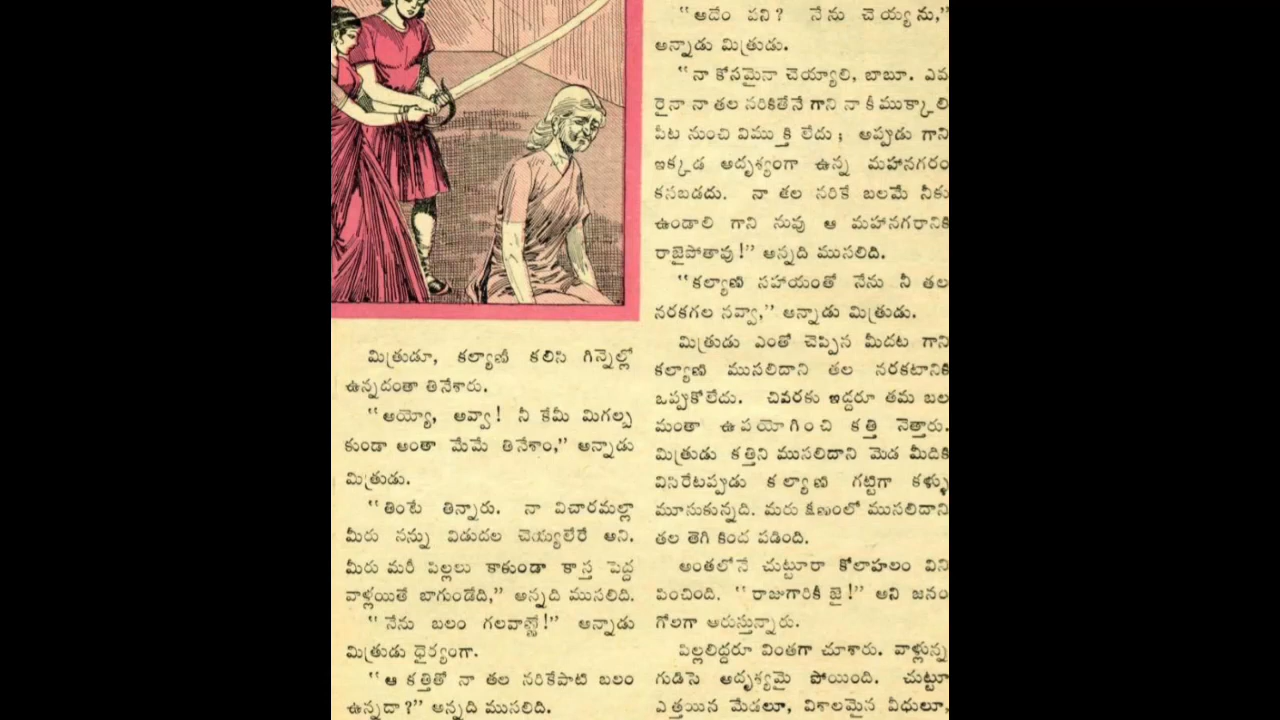 మిత్రుడూ, కల్యాణీ కలిసి గిన్నెల్లో
ఉన్నదంతా తినేశారు.
“అయ్యో, అవ్వా! నీ కేమీ మిగల్చ
కుండా అంతా మేమే తినేశాం,” అన్నాడు
మిత్రుడు.
“తింటే తిన్నారు. నా విచారమల్లా
మీరు నన్ను విడుదల చెయ్యలేరే అని.
మీరు మరీ పిల్లలు కాకుండా కాస్త పెద్ద
వాళ్లయితే బాగుండేది,” అన్నది ముసలిది.
“నేను బలం గలవాణ్ణే!” అన్నాడు
మిత్రుడు ధైర్యంగా.
“ఆ కత్తితో నా తల నరికేపాటి బలం
ఉన్నదా?” అన్నది ముసలిది.
“అదేం పని? నేను చెయ్యను,”
అన్నాడు మిత్రుడు.
“నా కోసమైనా చెయ్యాలి, బాబూ. ఎవ
రైనా నా తల నరికితేనే గాని నా కీ ముక్కాలి
పీట నుంచి విముక్తి లేదు; అప్పుడు గాని
ఇక్కడ అదృశ్యంగా ఉన్న మహానగరం
కనబడదు. నా తల నరికే బలమే నీకు
ఉండాలి గాని నువు ఆ మహానగరానికి
రాజైపోతావు!” అన్నది ముసలిది.
“కల్యాణి సహాయంతో నేను నీ తల
నరకగల నవ్వా,” అన్నాడు మిత్రుడు.
మిత్రుడు ఎంతో చెప్పిన మీదట గాని
కల్యాణి ముసలిదాని తల నరకటానికి
ఒప్పుకోలేదు. చివరకు ఇద్దరూ తమ బల
మంతా ఉపయోగించి కత్తి నెత్తారు.
మిత్రుడు కత్తిని ముసలిదాని మెడ మీదికి
విసిరేటప్పుడు కల్యాణి గట్టిగా కళ్ళు
మూసుకున్నది. మరుక్షణంలో ముసలిదాని
తల తెగి కింద పడింది.
అంతలోనే చుట్టూరా కోలాహలం విని
పించింది. “రాజుగారికీ జై!” అని జనం
గోలగా అరుస్తున్నారు.
పిల్లలిద్దరూ వింతగా చూశారు. వాళ్లున్న
గుడిసె అదృశ్యమై పోయింది. చుట్టూ
ఎత్తయిన మేడలూ, విశాలమైన వీధులూ,